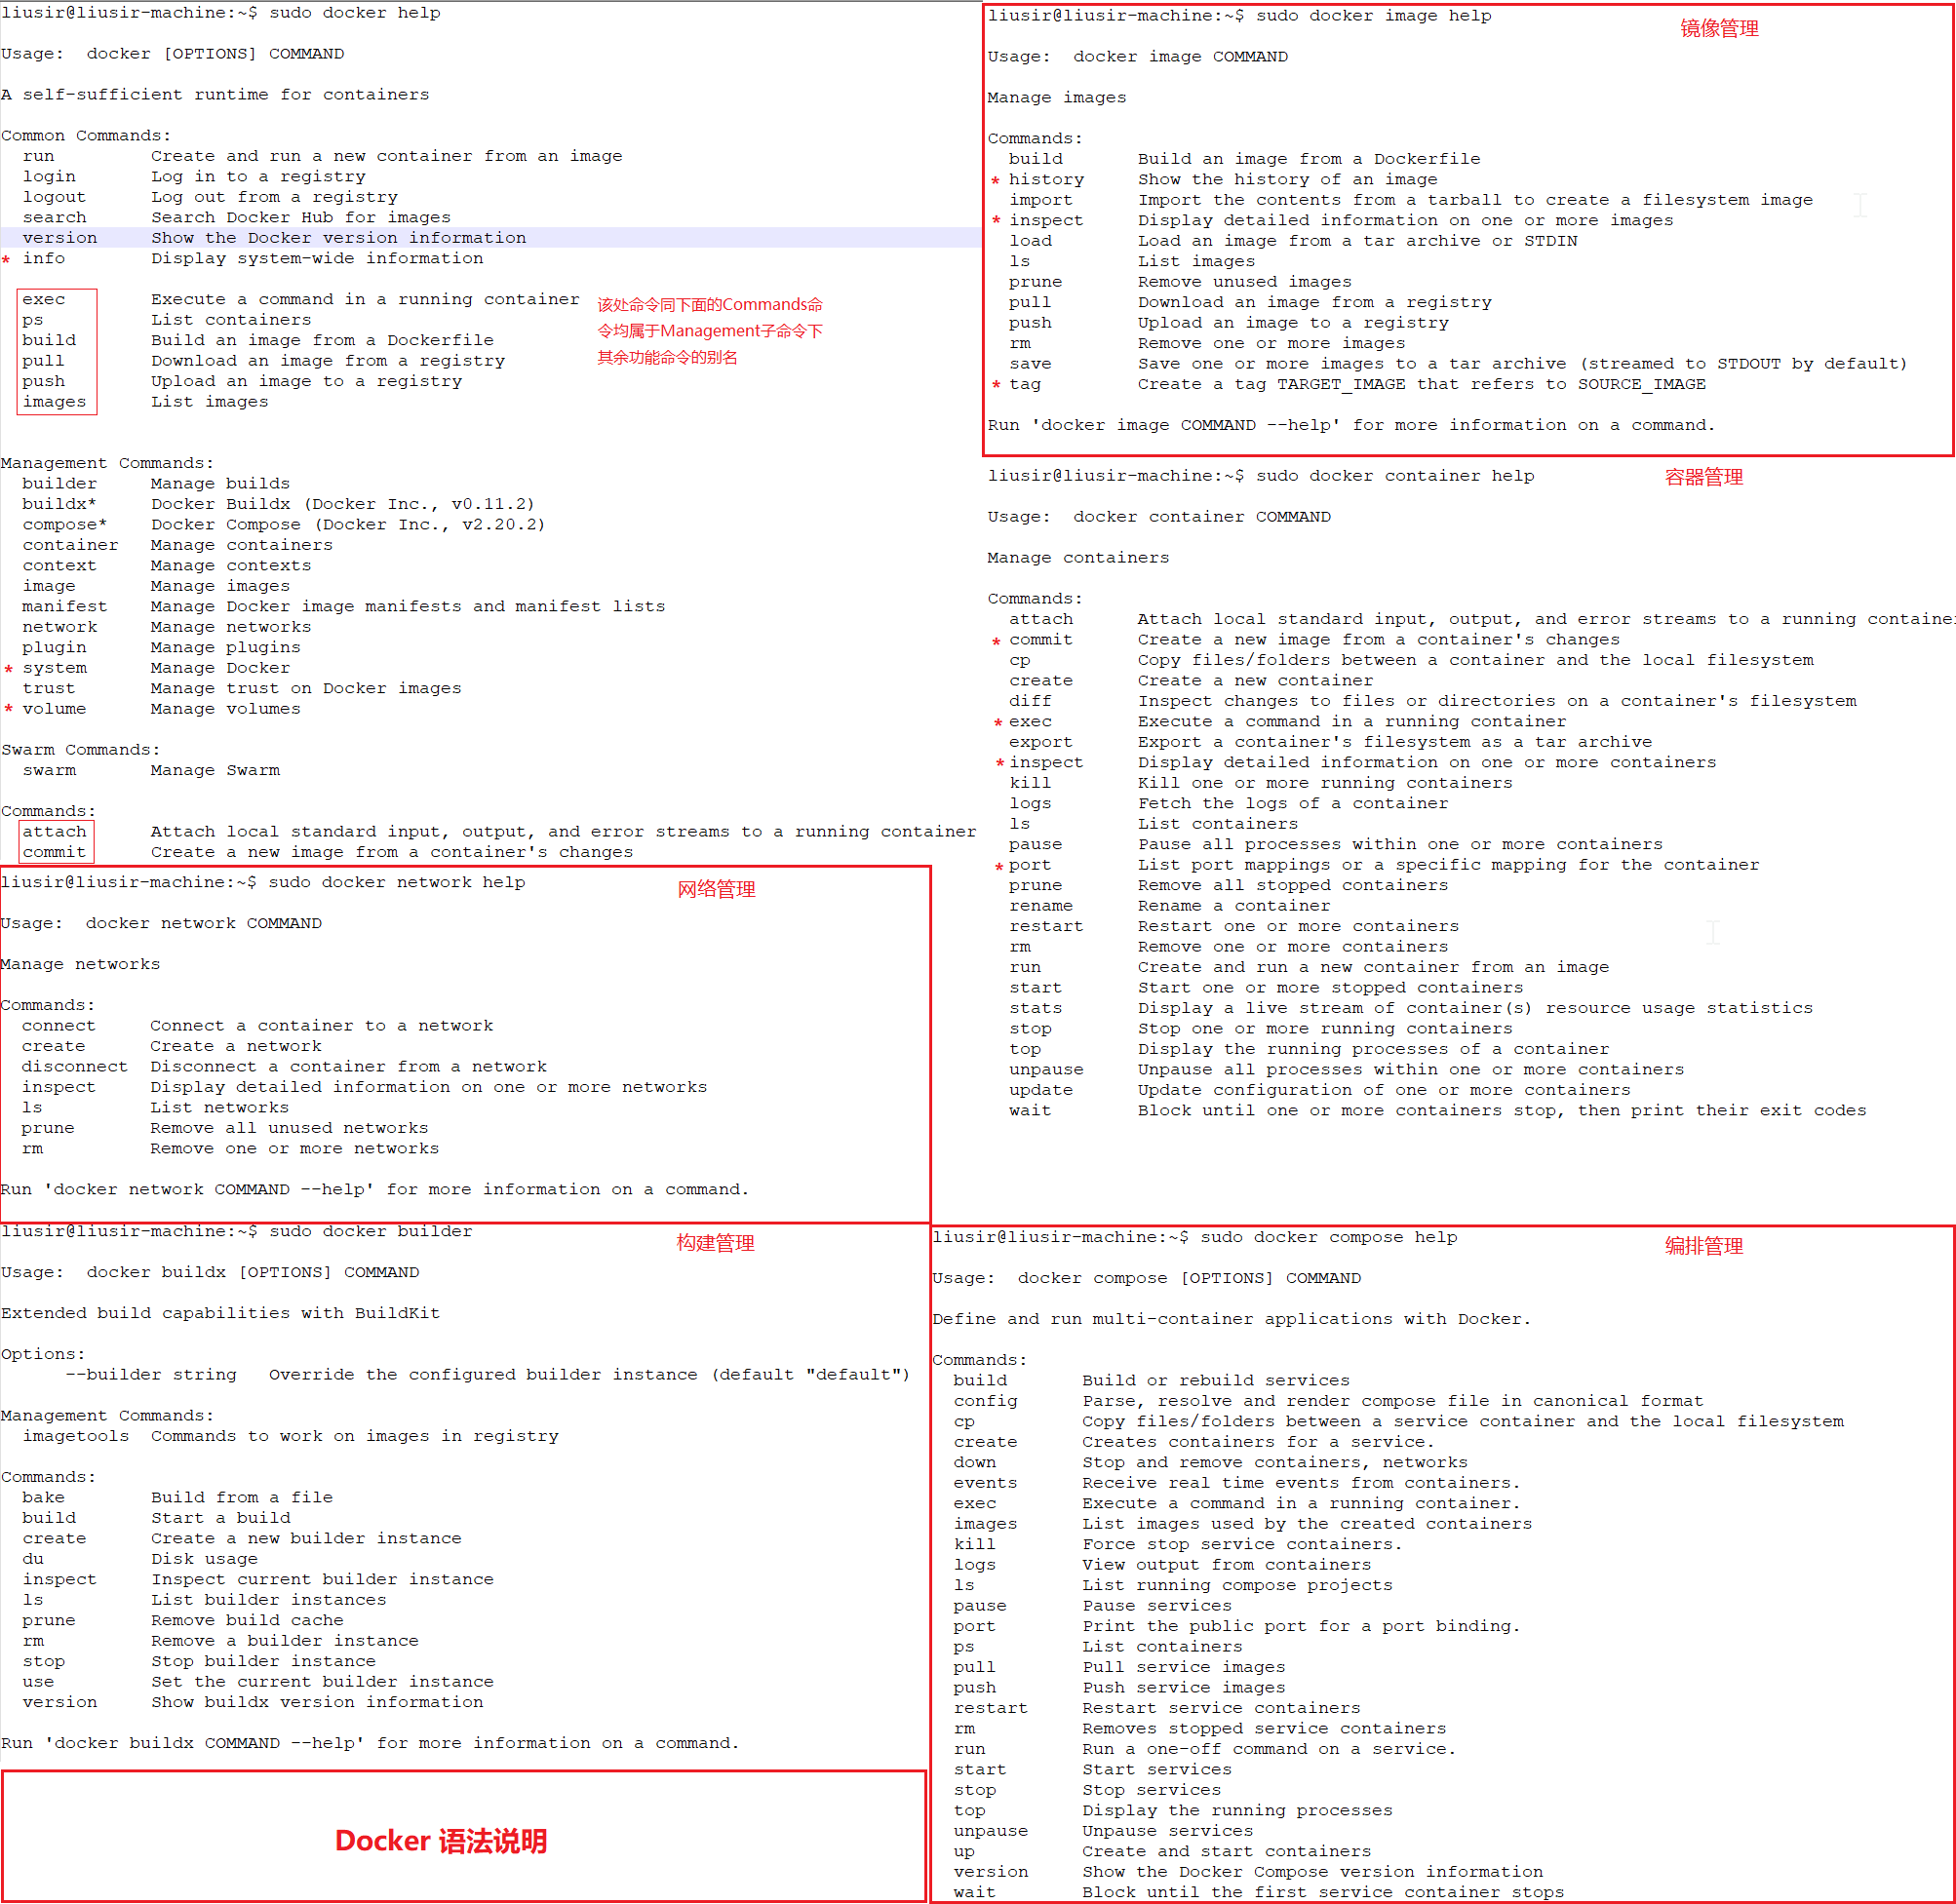 liusir@liusir-machine:~$ sudo docker help
Usage:  docker [OPTIONS] COMMAND
A self-sufficient runtime for containers
Common Commands:
  run         Create and run a new container from an image
  login       Log in to a registry
  logout      Log out from a registry
  search      Search Docker Hub for images
  version     Show the Docker version information
* info        Display system-wide information
  exec        Execute a command in a running container
  ps          List containers
  build       Build an image from a Dockerfile
  pull        Download an image from a registry
  push        Upload an image to a registry
  images      List images
该处命令同下面的Commands命
令均属于Management子命令下
其余功能命令的别名
Management Commands:
  builder     Manage builds
  buildx*     Docker Buildx (Docker Inc., v0.11.2)
  compose*    Docker Compose (Docker Inc., v2.20.2)
  container   Manage containers
  context     Manage contexts
  image       Manage images
  manifest    Manage Docker image manifests and manifest lists
  network     Manage networks
  plugin      Manage plugins
* system      Manage Docker
  trust       Manage trust on Docker images
* volume      Manage volumes
Swarm Commands:
  swarm       Manage Swarm
Commands:
  attach      Attach local standard input, output, and error streams to a running container
  commit      Create a new image from a container's changes
liusir@liusir-machine:~$ sudo docker network help
网络管理
Usage:  docker network COMMAND
Manage networks
Commands:
  connect     Connect a container to a network
  create      Create a network
  disconnect  Disconnect a container from a network
  inspect     Display detailed information on one or more networks
  ls          List networks
  prune       Remove all unused networks
  rm          Remove one or more networks
Run 'docker network COMMAND --help' for more information on a command.
liusir@liusir-machine:~$ sudo docker builder
构建管理
Usage:  docker buildx [OPTIONS] COMMAND
Extended build capabilities with BuildKit
Options:
      --builder string   Override the configured builder instance (default "default")
Management Commands:
  imagetools  Commands to work on images in registry
Commands:
  bake        Build from a file
  build       Start a build
  create      Create a new builder instance
  du          Disk usage
  inspect     Inspect current builder instance
  ls          List builder instances
  prune       Remove build cache
  rm          Remove a builder instance
  stop        Stop builder instance
  use         Set the current builder instance
  version     Show buildx version information
Run 'docker buildx COMMAND --help' for more information on a command.
Docker 语法说明
liusir@liusir-machine:~$ sudo docker image help
镜像管理
Usage:  docker image COMMAND
Manage images
Commands:
  build       Build an image from a Dockerfile
* history     Show the history of an image
  import      Import the contents from a tarball to create a filesystem image
* inspect     Display detailed information on one or more images
  load        Load an image from a tar archive or STDIN
  ls          List images
  prune       Remove unused images
  pull        Download an image from a registry
  push        Upload an image to a registry
  rm          Remove one or more images
  save        Save one or more images to a tar archive (streamed to STDOUT by default)
* tag         Create a tag TARGET_IMAGE that refers to SOURCE_IMAGE
Run 'docker image COMMAND --help' for more information on a command.
liusir@liusir-machine:~$ sudo docker container help
容器管理
Usage:  docker container COMMAND
Manage containers
Commands:
  attach      Attach local standard input, output, and error streams to a running
* commit      Create a new image from a container's changes
  cp          Copy files/folders between a container and the local filesystem
  create      Create a new container
  diff        Inspect changes to files or directories on a container's filesystem
* exec        Execute a command in a running container
  export      Export a container's filesystem as a tar archive
* inspect     Display detailed information on one or more containers
  kill        Kill one or more running containers
  logs        Fetch the logs of a container
  ls          List containers
  pause       Pause all processes within one or more containers
* port        List port mappings or a specific mapping for the container
  prune       Remove all stopped containers
  rename      Rename a container
  restart     Restart one or more containers
  rm          Remove one or more containers
  run         Create and run a new container from an image
  start       Start one or more stopped containers
  stats       Display a live stream of container(s) resource usage statistics
  stop        Stop one or more running containers
  top         Display the running processes of a container
  unpause     Unpause all processes within one or more containers
  update      Update configuration of one or more containers
  wait        Block until one or more containers stop, then print their exit codes
liusir@liusir-machine:~$ sudo docker compose help
编排管理
Usage:  docker compose [OPTIONS] COMMAND
Define and run multi-container applications with Docker.
Commands:
  build       Build or rebuild services
  config      Parse, resolve and render compose file in canonical format
  cp          Copy files/folders between a service container and the local filesystem
  create      Creates containers for a service.
  down        Stop and remove containers, networks
  events      Receive real time events from containers.
  exec        Execute a command in a running container.
  images      List images used by the created containers
  kill        Force stop service containers.
  logs        View output from containers
  ls          List running compose projects
  pause       Pause services
  port        Print the public port for a port binding.
  ps          List containers
  pull        Pull service images
  push        Push service images
  restart     Restart service containers
  rm          Removes stopped service containers
  run         Run a one-off command on a service.
  start       Start services
  stop        Stop services
  top         Display the running processes
  unpause     Unpause services
  up          Create and start containers
  version     Show the Docker Compose version information
  wait        Block until the first service container stops